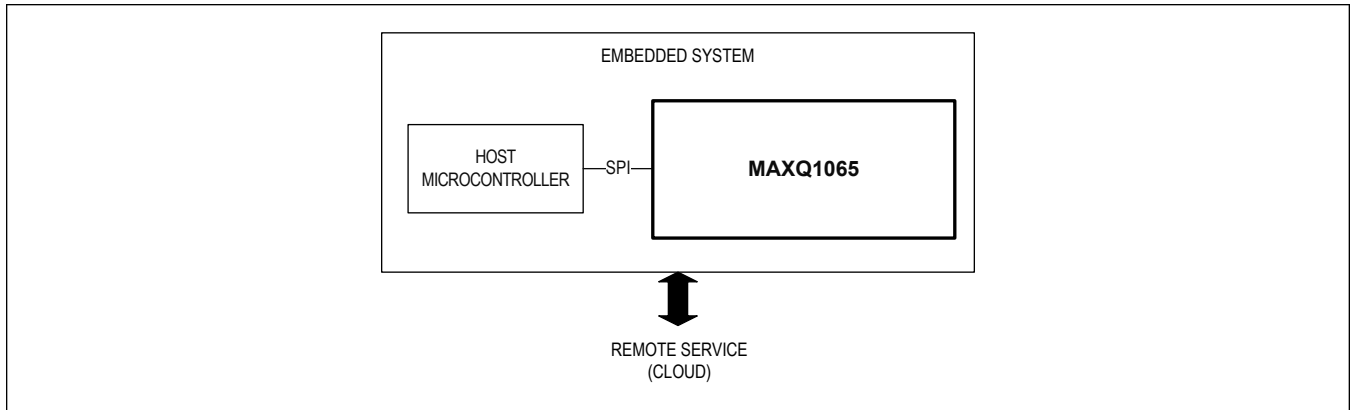 EMBEDDED SYSTEM
HOST
MICROCONTROLLER
SPI
MAXQ1065
REMOTE SERVICE
(CLOUD)